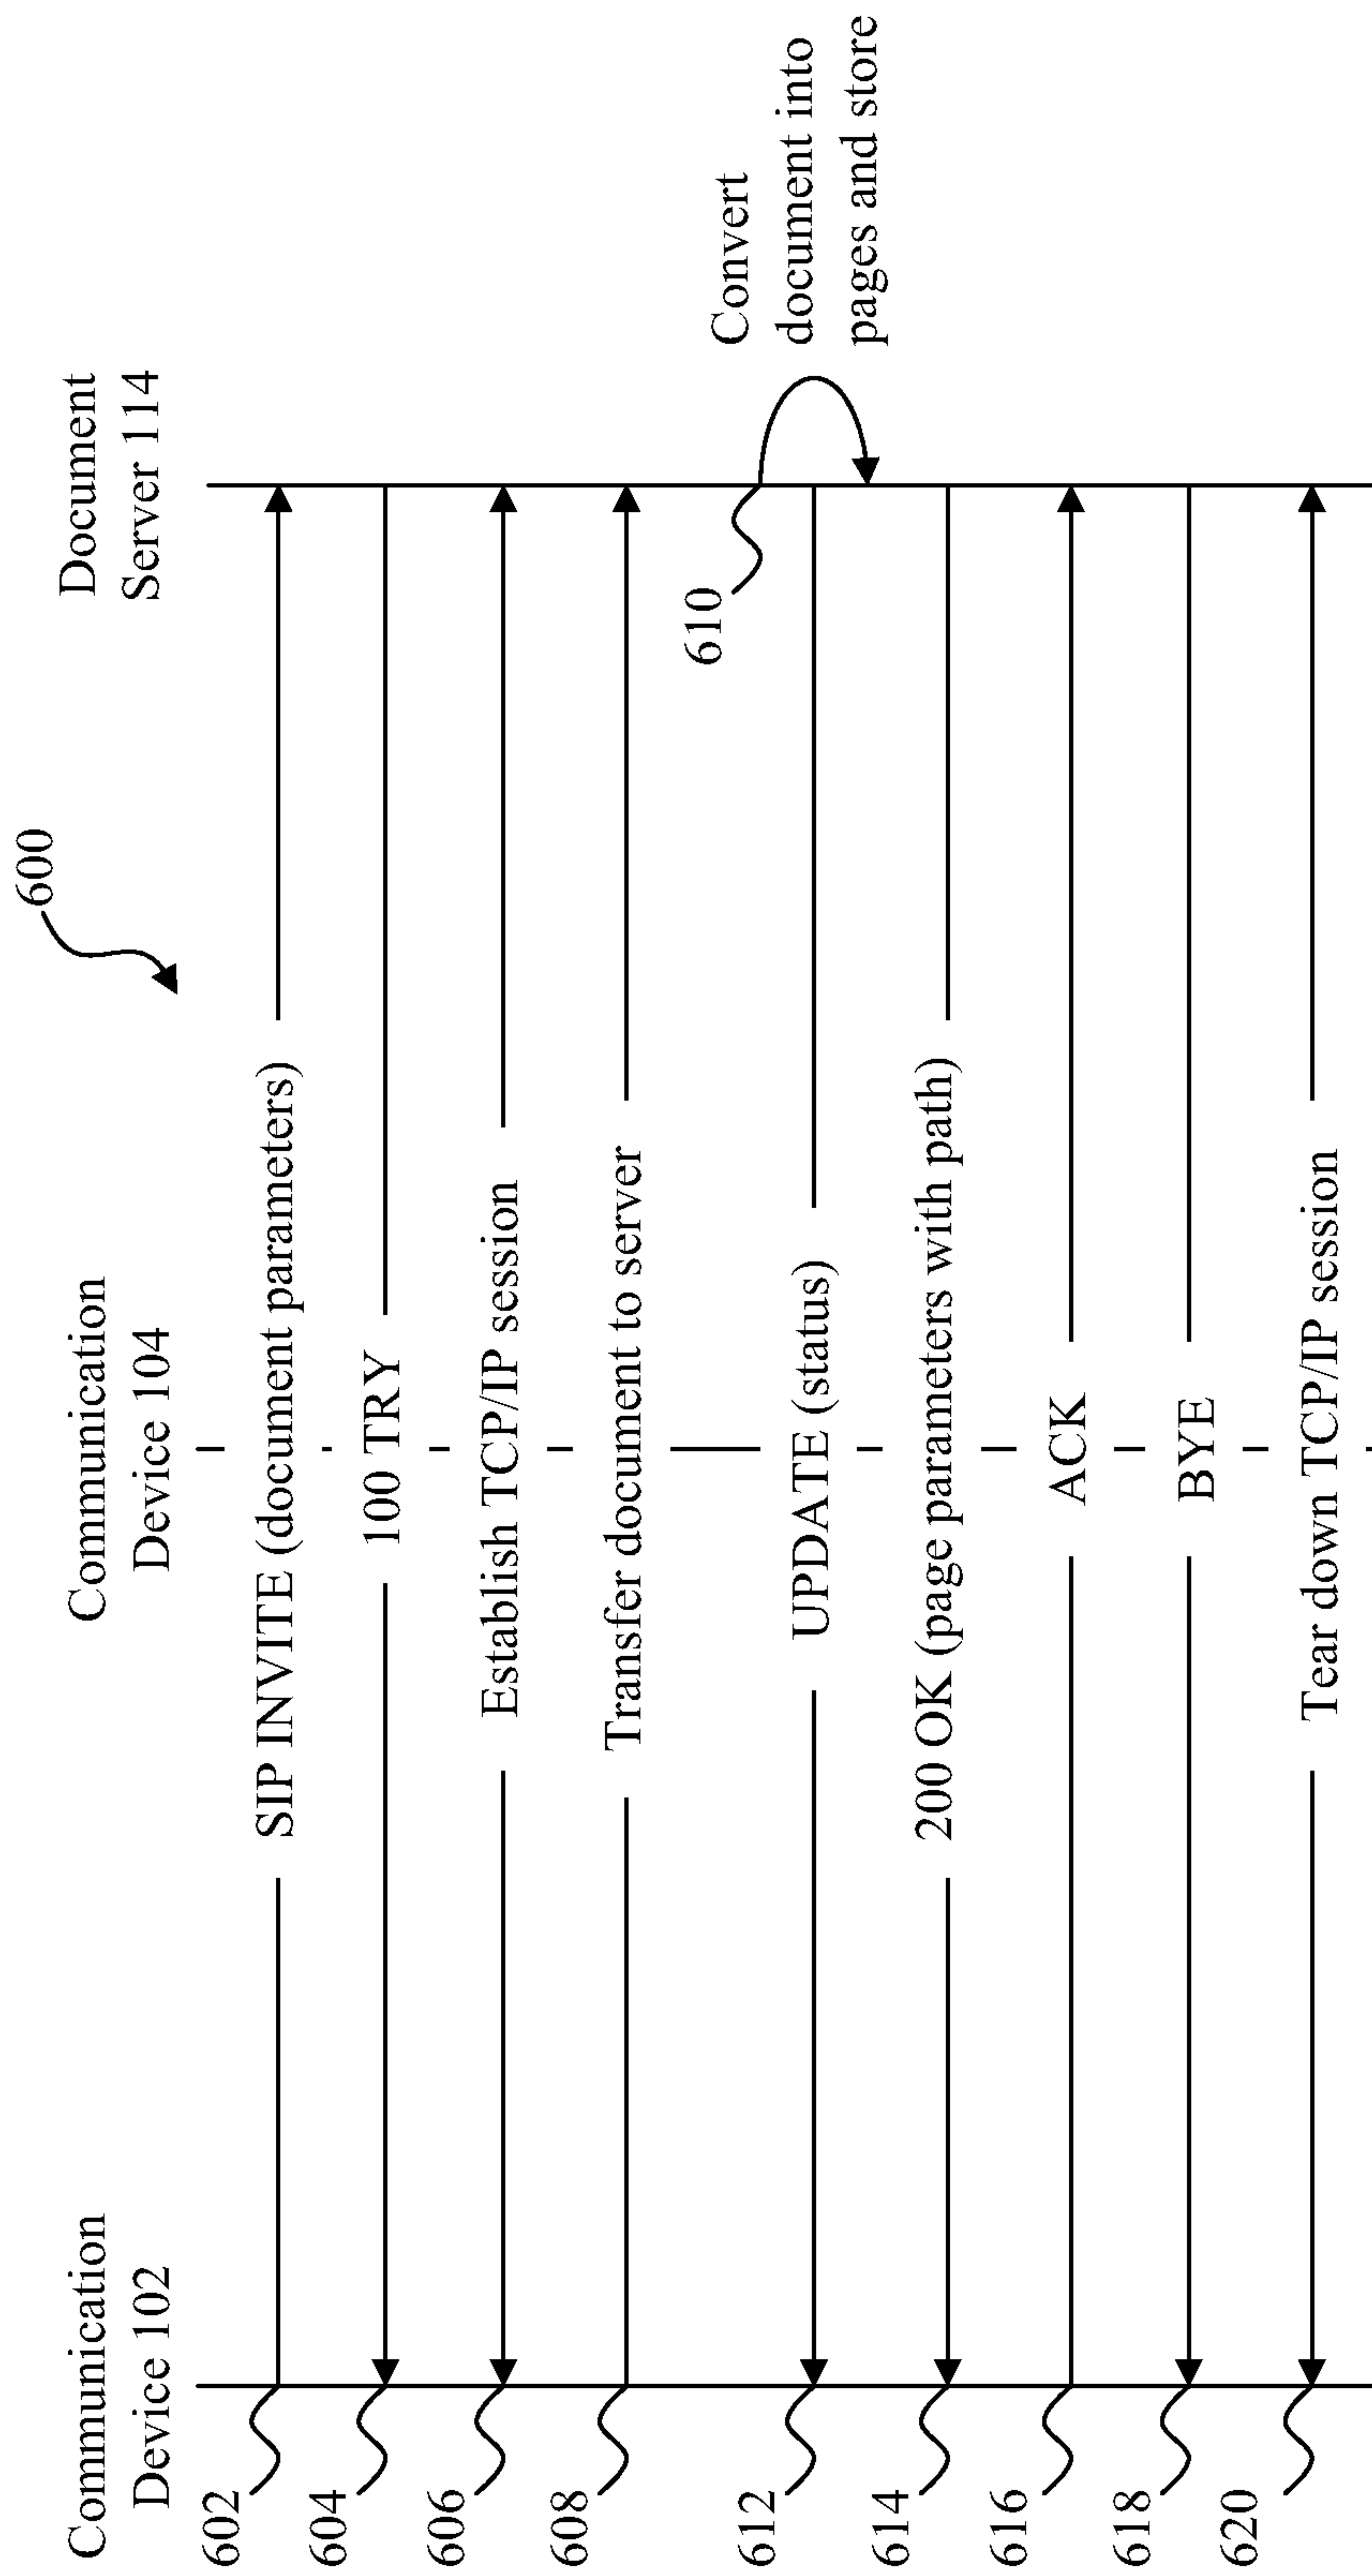 600
Communication
Device 102
Communication
Device 104
Document
Server 114
602
SIP INVITE (document parameters)
604
100 TRY
606
Establish TCP/IP session
608
Transfer document to server
610
Convert
document into
pages and store
612
UPDATE (status)
614
200 OK (page parameters with path)
616
ACK
618
BYE
620
Tear down TCP/IP session